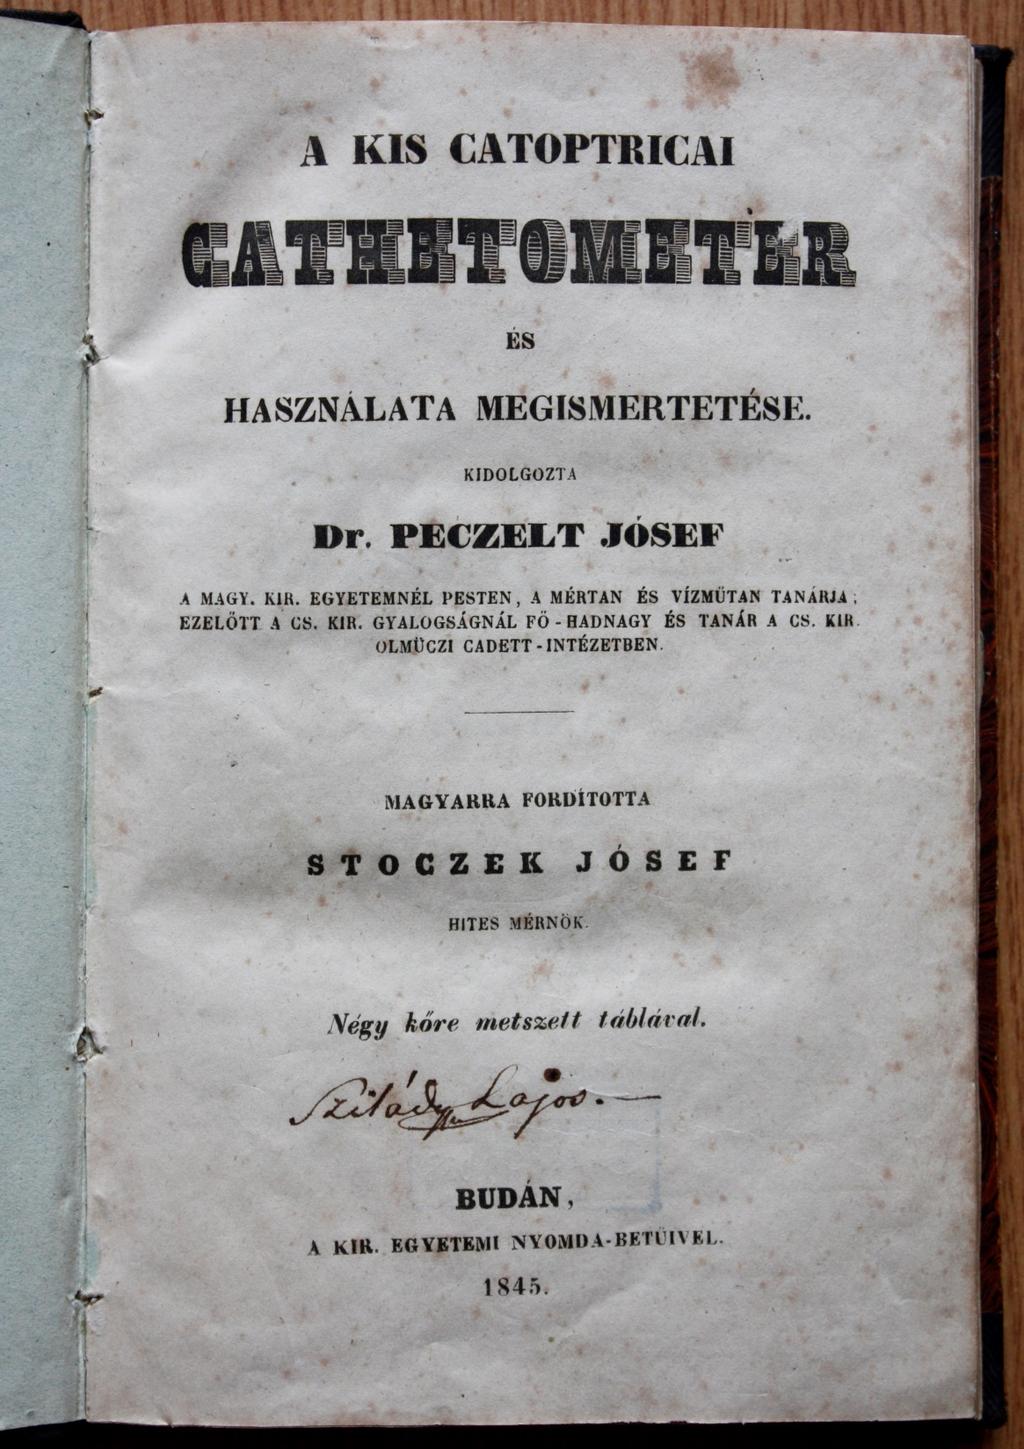 A KIS CATOPTRICAI
CATHETOMETER
ÉS
HASZNÁLATA MEGISMERTETÉSE.
KIDOLGOZTA
Dr. PECZELT JÓSEF
A MAGY. KIR. EGYETEMNÉL PESTEN, A MÉRTAN ÉS VÍZMŰTAN TANÁRJA;
EZELŐTT A CS. KIR. GYALOGSÁGNÁL FŐ-HADNAGY ÉS TANÁR A CS. KIR.
OLMÜCZI CADETT-INTÉZETBEN.
MAGYARRA FORDÍTOTTA
STOCZEK JÓSEF
HITES MÉRNÖK.
Négy kőre metszett táblával.
Szilády Lajos.
BUDÁN,
A KIR. EGYETEMI NYOMDA-BETŰIVEL.
1845.